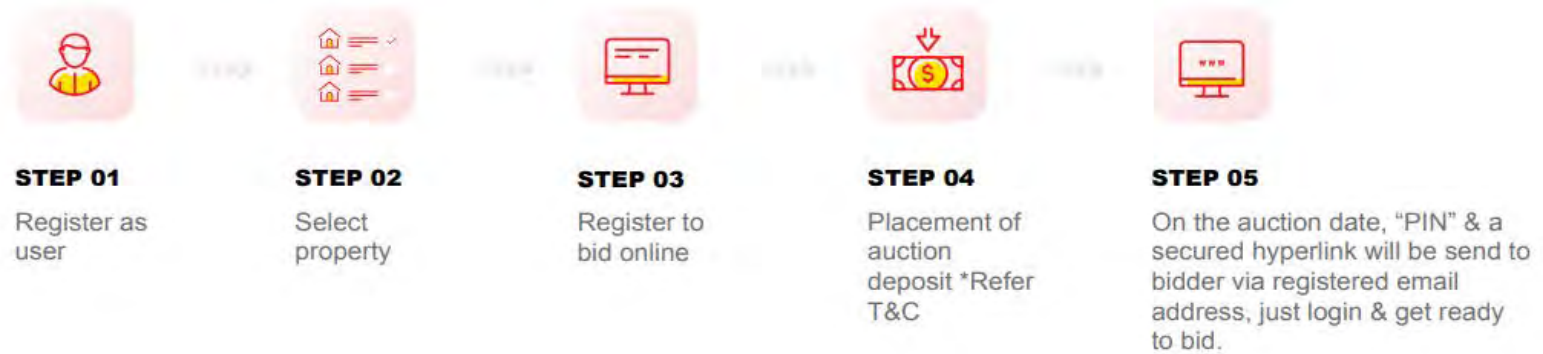 STEP 01
Register as
user
STEP 02
Select
property
STEP 03
Register to
bid online
$
STEP 04
Placement of
auction
deposit *Refer
T&C
www
STEP 05
On the auction date, “PIN” & a
secured hyperlink will be send to
bidder via registered email
address, just login & get ready
to bid.